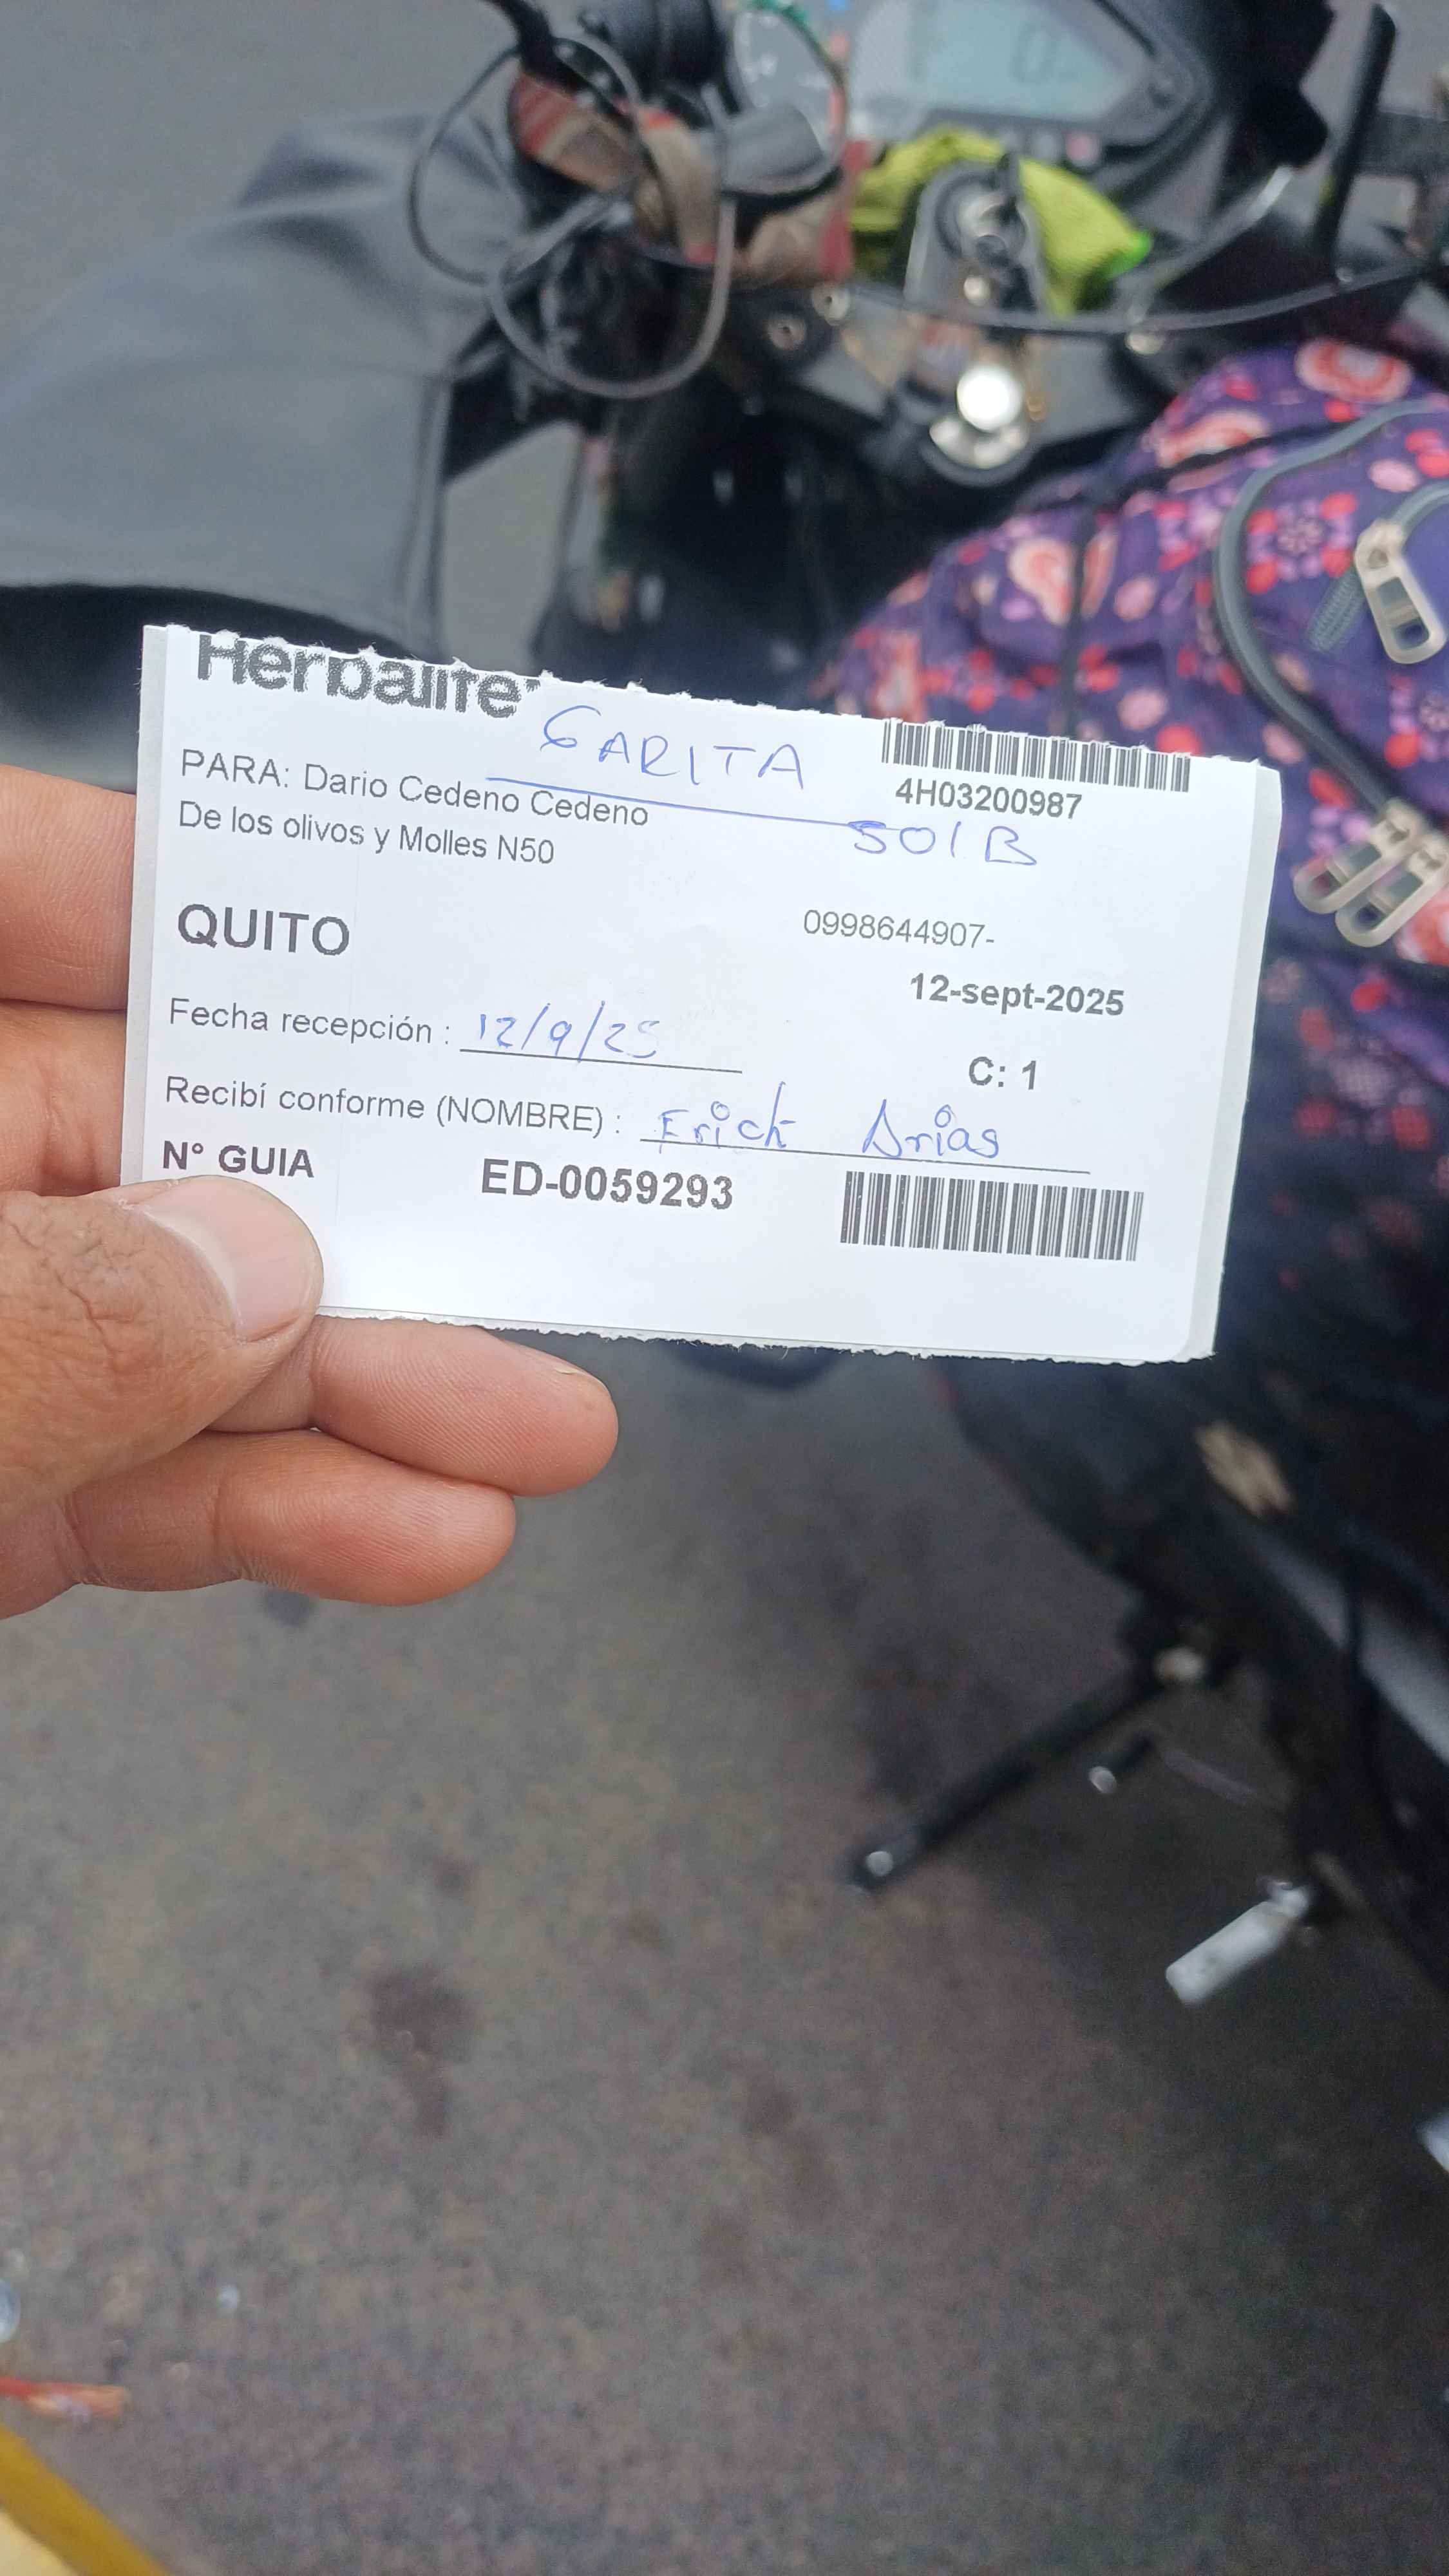 Herbalife
GARITA
4H03200987
PARA: Dario Cedeno Cedeno
501B
De los olivos y Molles N50
0998644907-
QUITO
12-sept-2025
Fecha recepción : 12/9/25
C: 1
Recibí conforme (NOMBRE) : Erick Arias
N° GUIA ED-0059293